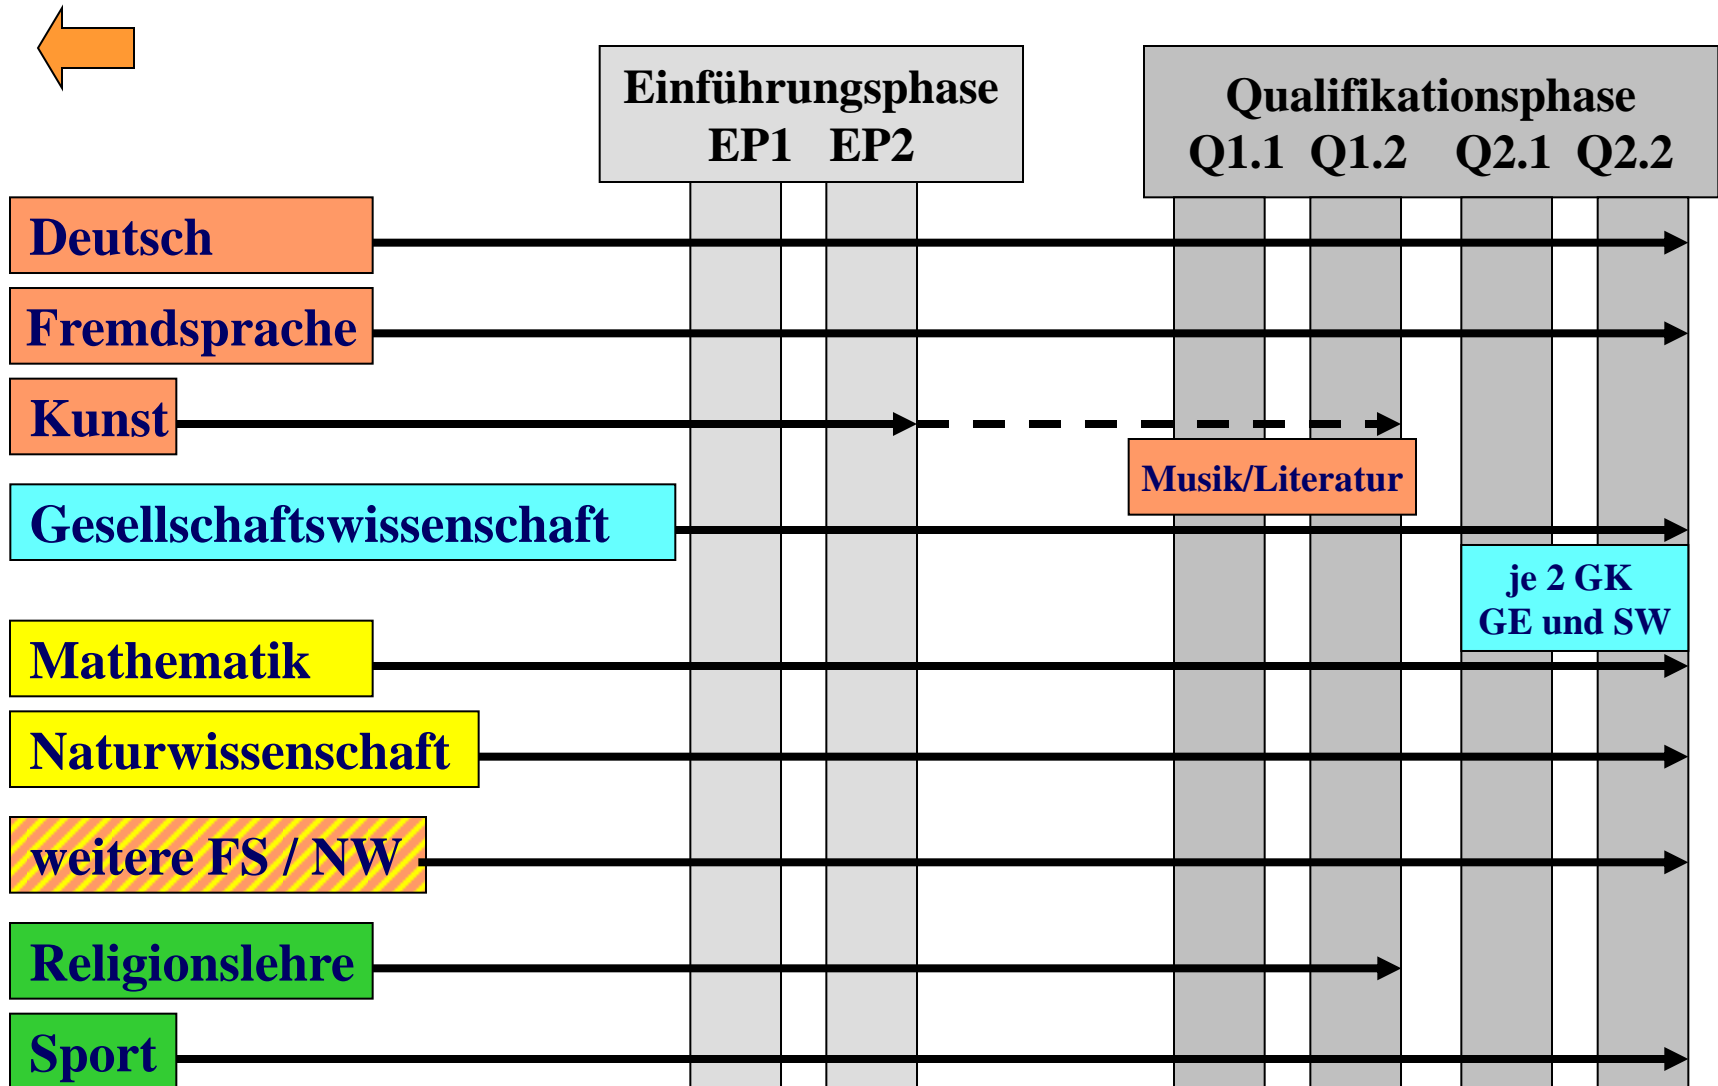 Einführungsphase
EP1 EP2
Qualifikationsphase
Q1.1 Q1.2 Q2.1 Q2.2
Deutsch
Fremdsprache
Kunst
Musik/Literatur
Gesellschaftswissenschaft
je 2 GK
GE und SW
Mathematik
Naturwissenschaft
weitere FS / NW
Religionslehre
Sport